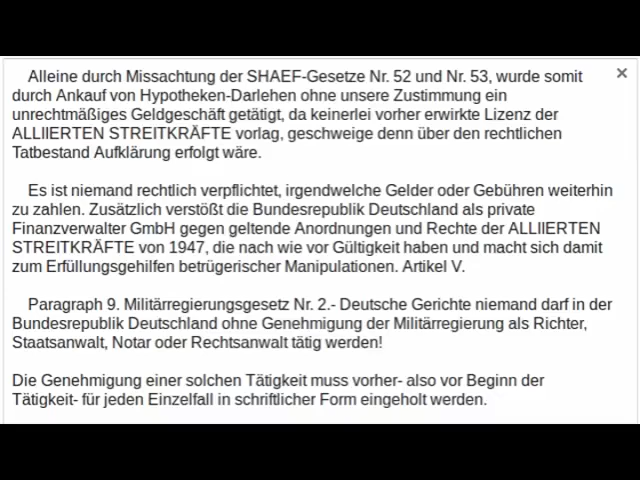 Alleine durch Missachtung der SHAEF-Gesetze Nr. 52 und Nr. 53, wurde somit
durch Ankauf von Hypotheken-Darlehen ohne unsere Zustimmung ein
unrechtmäßiges Geldgeschäft getätigt, da keinerlei vorher erwirkte Lizenz der
ALLIIERTEN STREITKRÄFTE vorlag, geschweige denn über den rechtlichen
Tatbestand Aufklärung erfolgt wäre.
Es ist niemand rechtlich verpflichtet, irgendwelche Gelder oder Gebühren weiterhin
zu zahlen. Zusätzlich verstößt die Bundesrepublik Deutschland als private
Finanzverwalter GmbH gegen geltende Anordnungen und Rechte der ALLIIERTEN
STREITKRÄFTE von 1947, die nach wie vor Gültigkeit haben und macht sich damit
zum Erfüllungsgehilfen betrügerischer Manipulationen. Artikel V.
Paragraph 9. Militärregierungsgesetz Nr. 2.- Deutsche Gerichte niemand darf in der
Bundesrepublik Deutschland ohne Genehmigung der Militärregierung als Richter,
Staatsanwalt, Notar oder Rechtsanwalt tätig werden!
Die Genehmigung einer solchen Tätigkeit muss vorher- also vor Beginn der
Tätigkeit- für jeden Einzelfall in schriftlicher Form eingeholt werden.